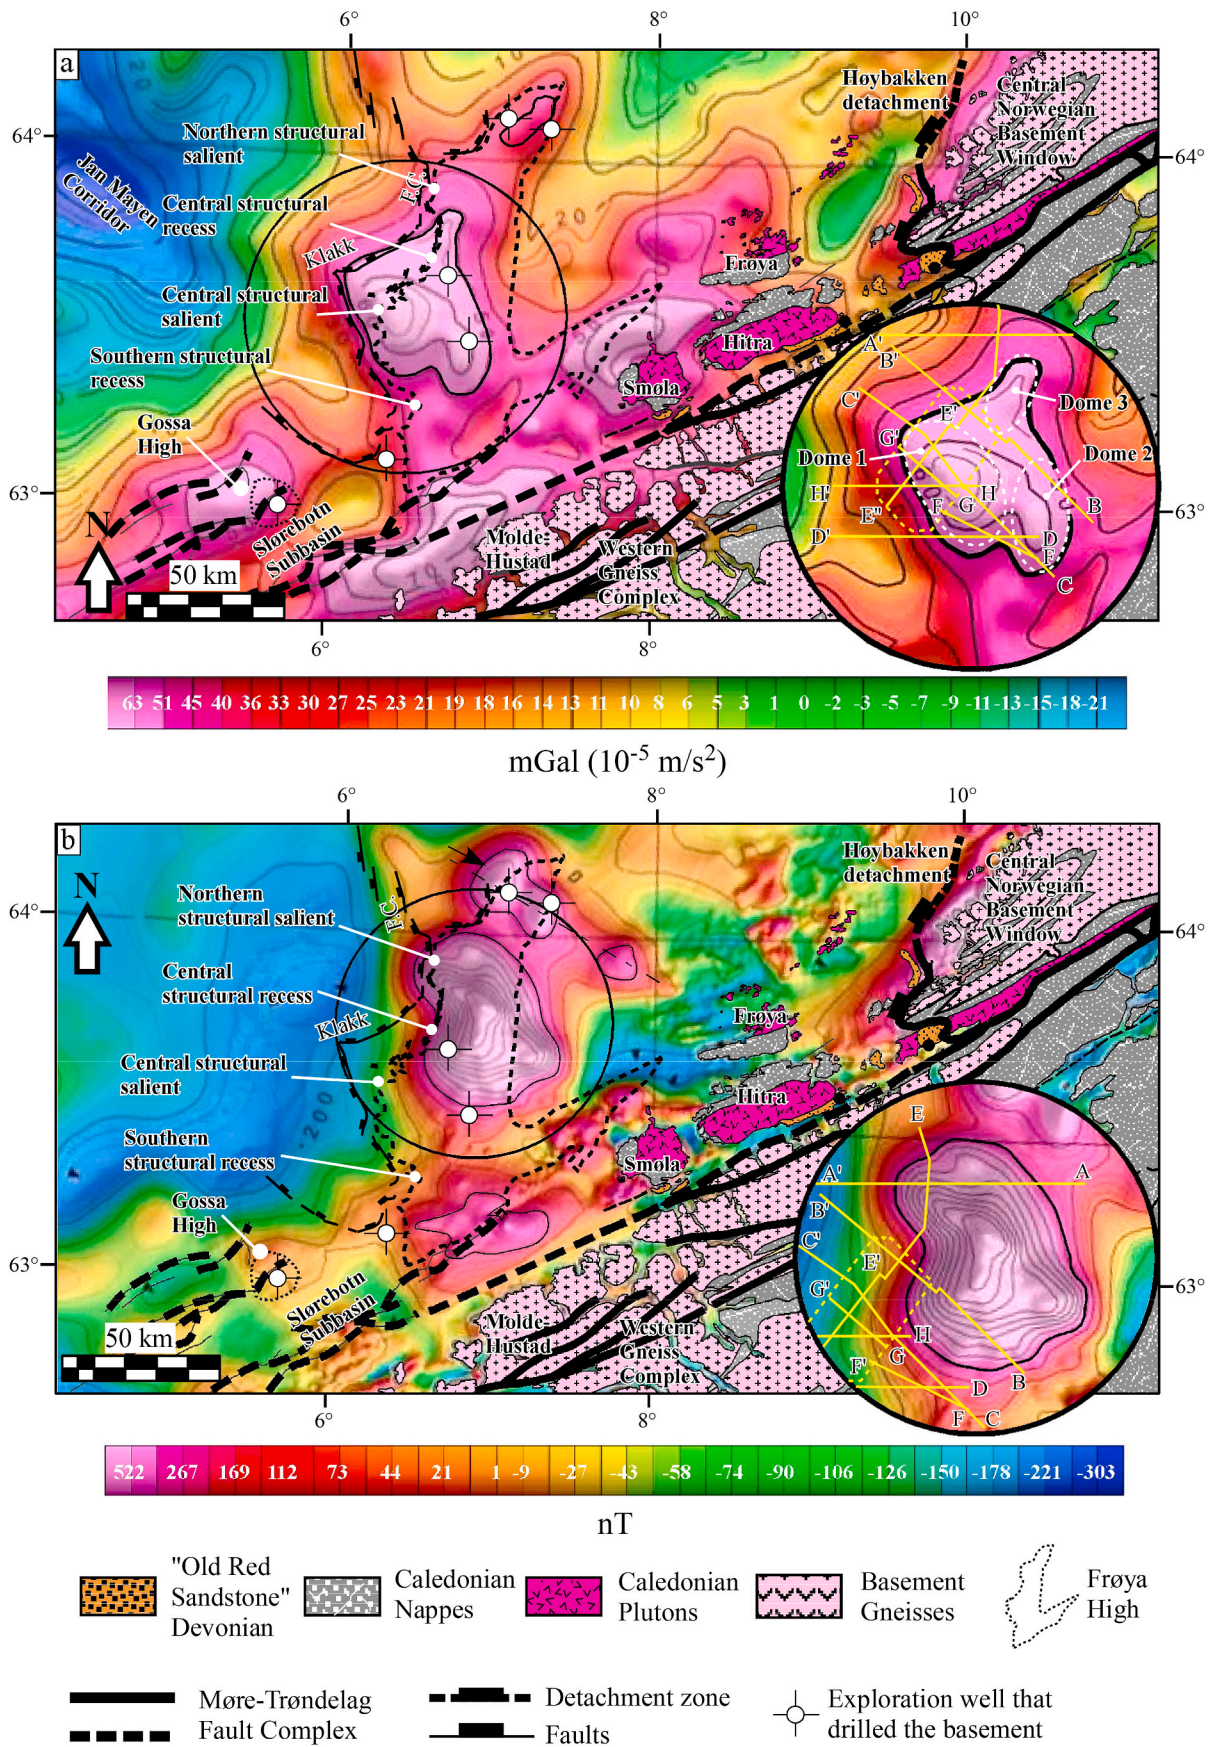 6°
8°
10°
a
Høybakken
detachment
Central
Norwegian
Basement
Window
64°
64°
Northern structural
salient
F.C.
Jan Mayen
Corridor
Central structural
recess
Klakk
Frøya
Central structural
salient
Hitra
Southern structural
recess
Smøla
Gossa
High
63°
63°
N
Slørebotn
Subbasin
50 km
Molde-
Hustad
Western
Gneiss
Complex
A'
B'
C'
E'
G'
Dome 3
Dome 1
Dome 2
H'
H
B
E"
F
G
D'
D
E
C
6°
8°
63 51 45 40 36 33 30 27 25 23 21 19 18 16 14 13 11 10 8 6 5 3 1 0 -2 -3 -5 -7 -9 -11 -13 -15 -18 -21
mGal (10-5 m/s2)
6°
8°
10°
b
Høybakken
detachment
Central
Norwegian
Basement
Window
N
64°
64°
Northern
structural salient
F.C.
Central
structural recess
Klakk
Frøya
Central structural
salient
-200
Hitra
Southern
structural recess
Smøla
Gossa
High
63°
63°
Slørebotn
Subbasin
50 km
Molde-
Hustad
Western
Gneiss
Complex
E
A'
A
B'
C'
E'
G'
H
G
F'
D
B
F
C
6°
8°
522 267 169 112 73 44 21 1 -9 -27 -43 -58 -74 -90 -106 -126 -150 -178 -221 -303
nT
"Old Red
Sandstone"
Devonian
Caledonian
Nappes
Caledonian
Plutons
Basement
Gneisses
Frøya
High
Møre-Trøndelag
Fault Complex
Detachment zone
Faults
Exploration well that
drilled the basement